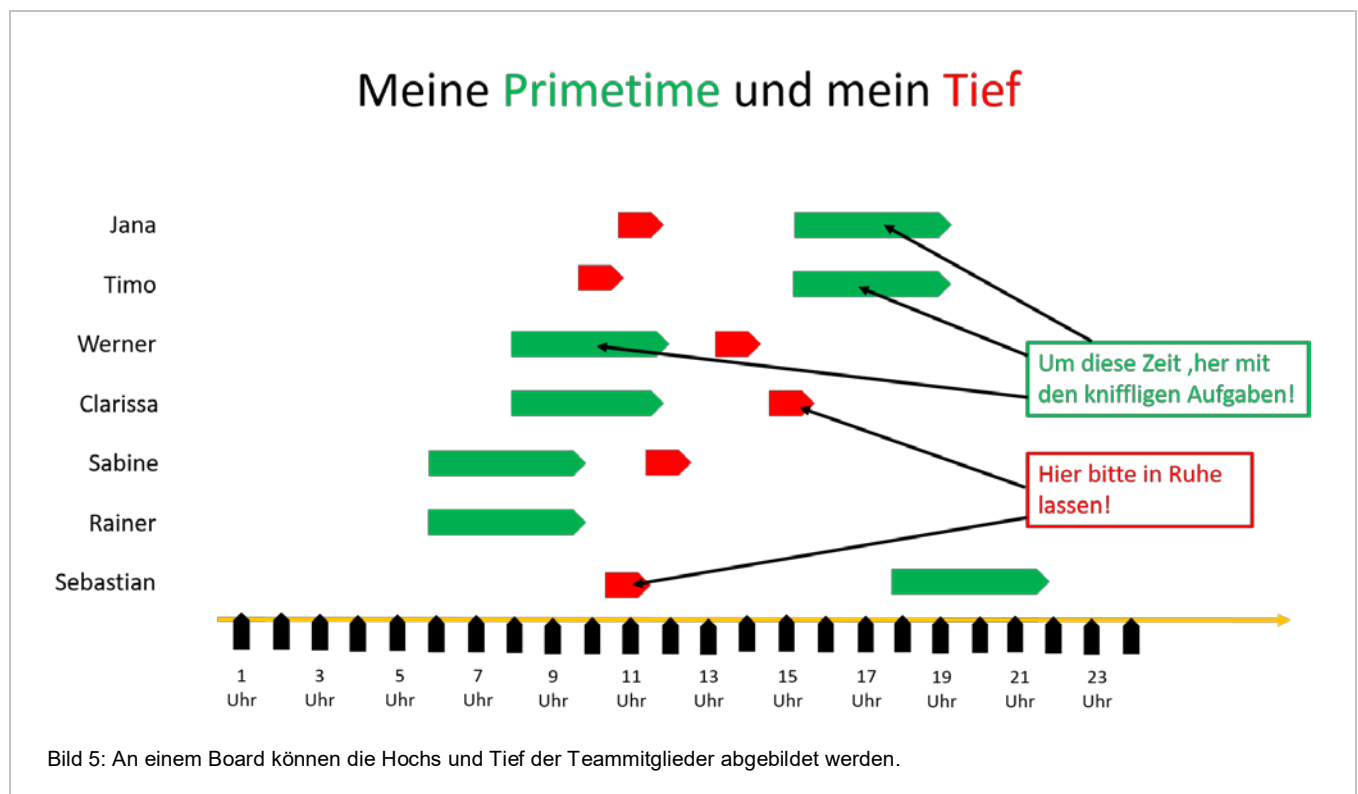 Meine Primetime und mein Tief
Jana
Timo
Werner
Um diese Zeit ,her mit
den kniffligen Aufgaben!
Clarissa
Sabine
Hier bitte in Ruhe
lassen!
Rainer
Sebastian
1 3 5 7 9 11 13 15 17 19 21 23
Uhr Uhr Uhr Uhr Uhr Uhr Uhr Uhr Uhr Uhr Uhr Uhr
Bild 5: An einem Board können die Hochs und Tief der Teammitglieder abgebildet werden.